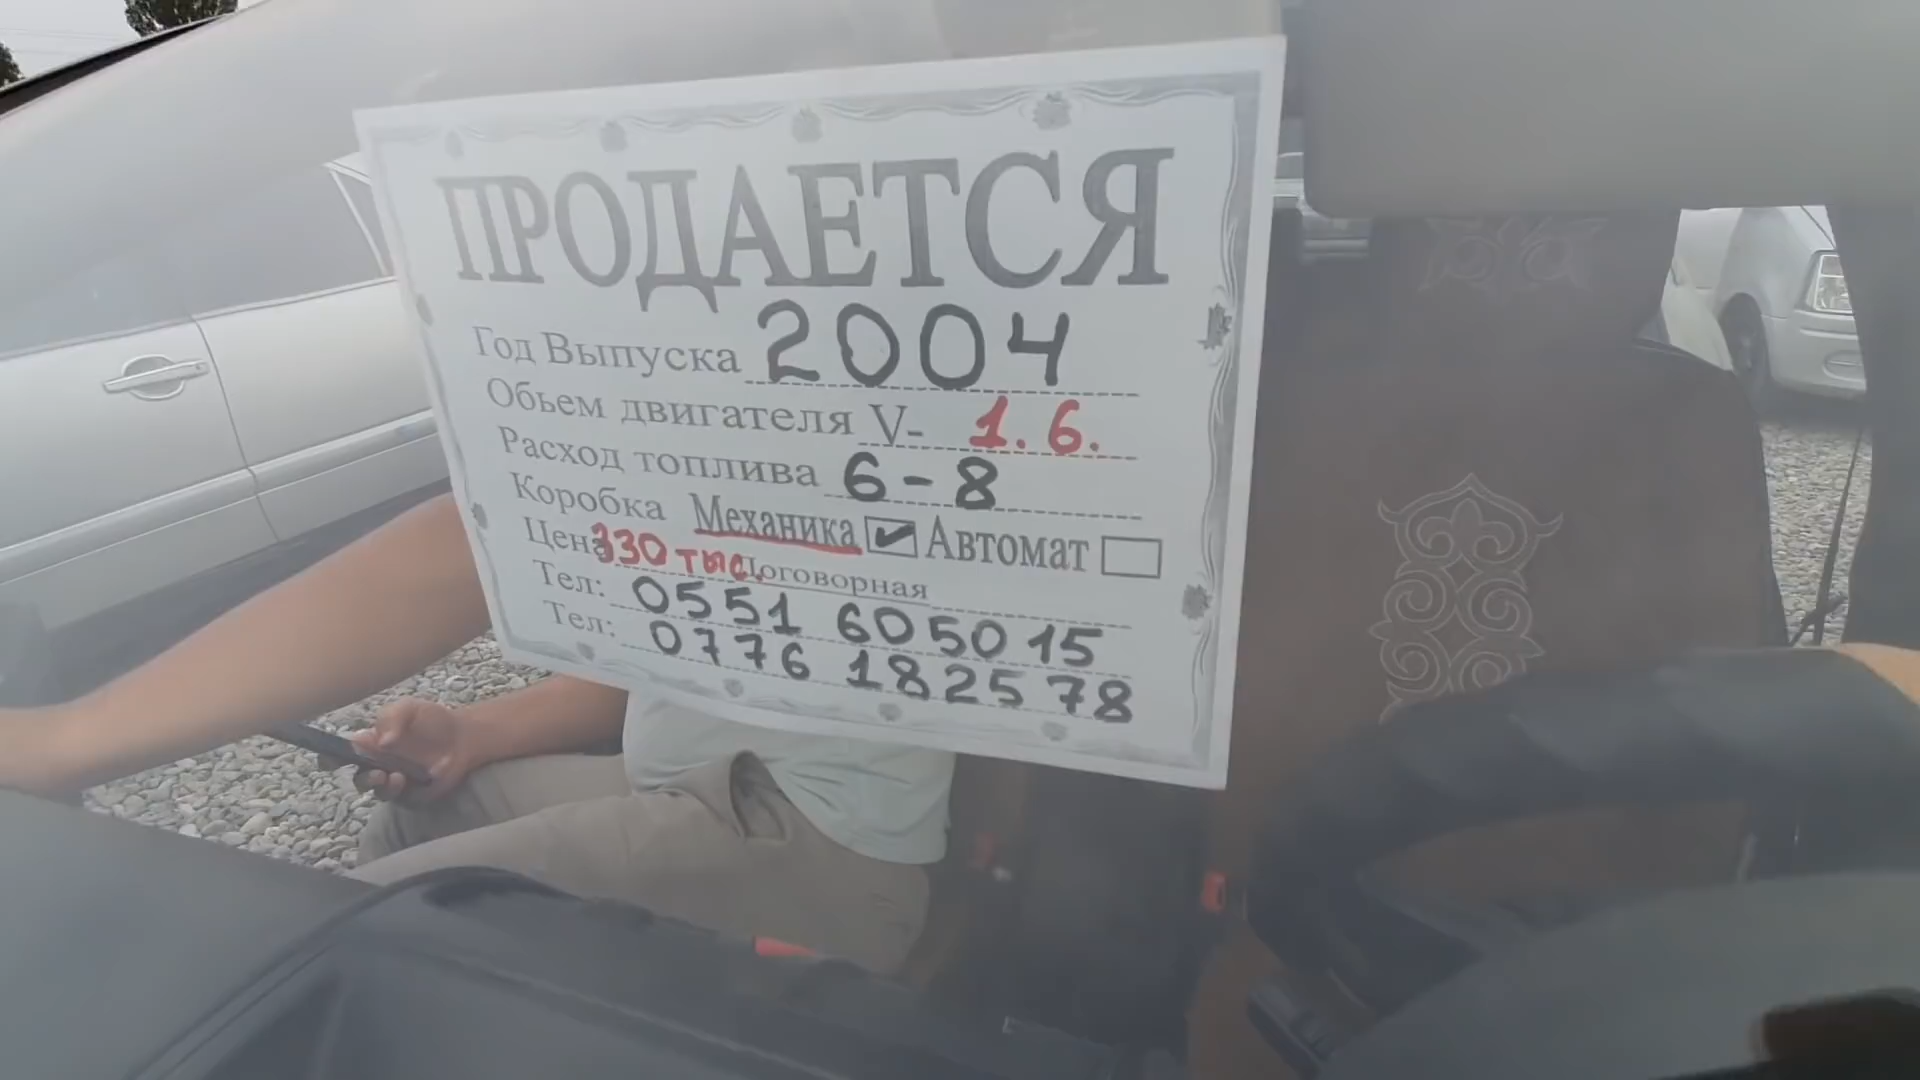 ПРОДАЕТСЯ
Год Выпуска 2004
Обьем двигателя V- 1.6.
Расход топлива 6-8
Коробка Механика ✔ Автомат
Цена 330 тыс. Договорная
Тел: 0551 605015
Тел: 0776 182578